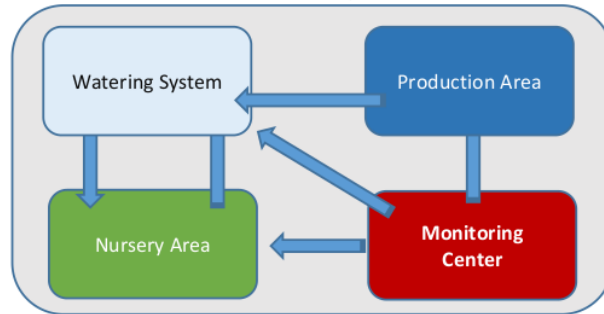 Watering System
Production Area
Nursery Area
Monitoring
Center